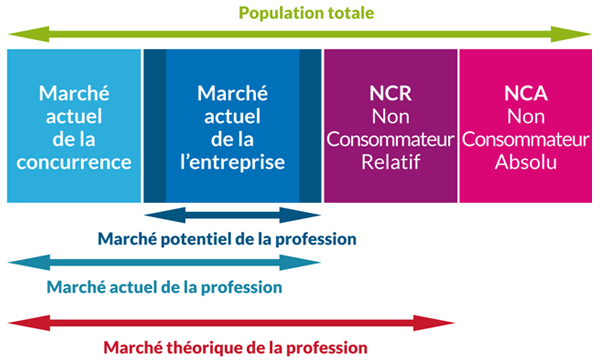 Population totale
Marché
actuel
de la
concurrence
Marché
actuel
de la
l’entreprise
NCR
Non
Consommateur
Relatif
NCA
Non
Consommateur
Absolu
Marché potentiel de la profession
Marché actuel de la profession
Marché théorique de la profession